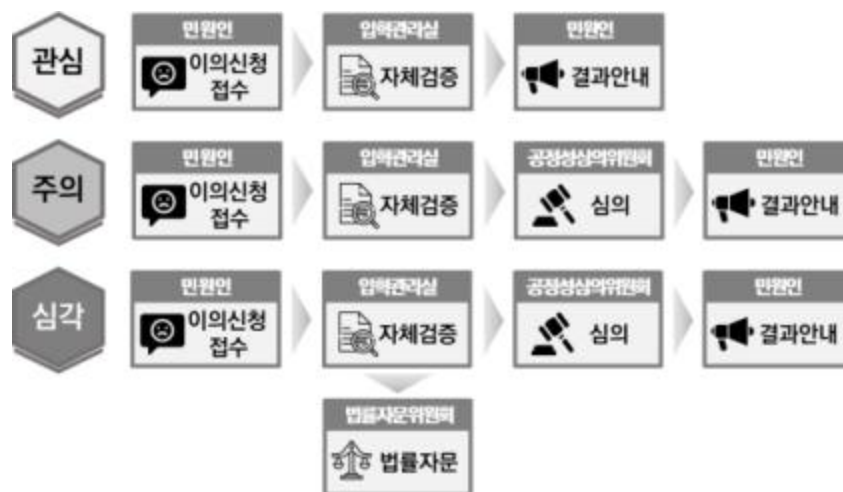 관심
민원인
이의신청
접수
입학관리실
자체검증
민원인
결과안내
주의
민원인
이의신청
접수
입학관리실
자체검증
공정성심의위원회
심의
민원인
결과안내
심각
민원인
이의신청
접수
입학관리실
자체검증
공정성심의위원회
심의
민원인
결과안내
법률자문위원회
법률자문